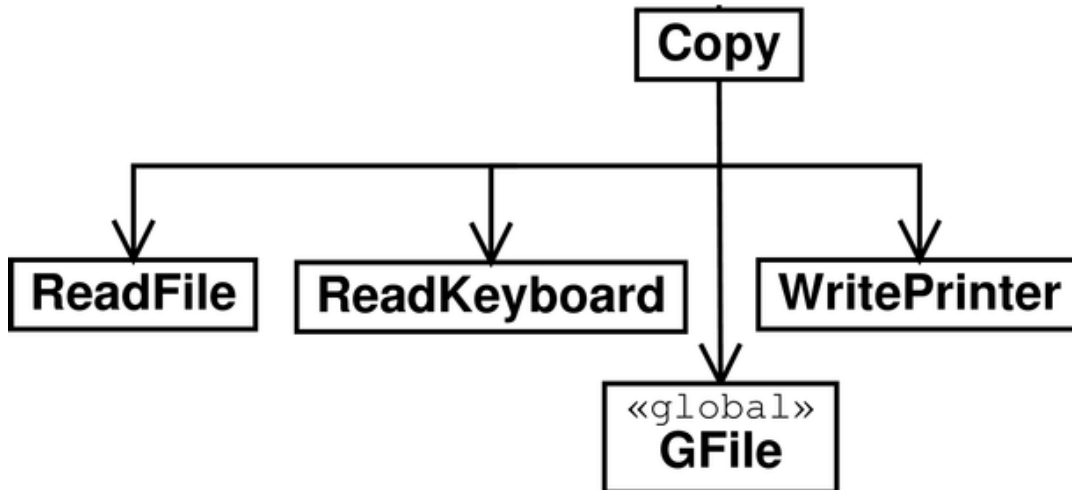 Copy
ReadFile
ReadKeyboard
WritePrinter
«global»
GFile